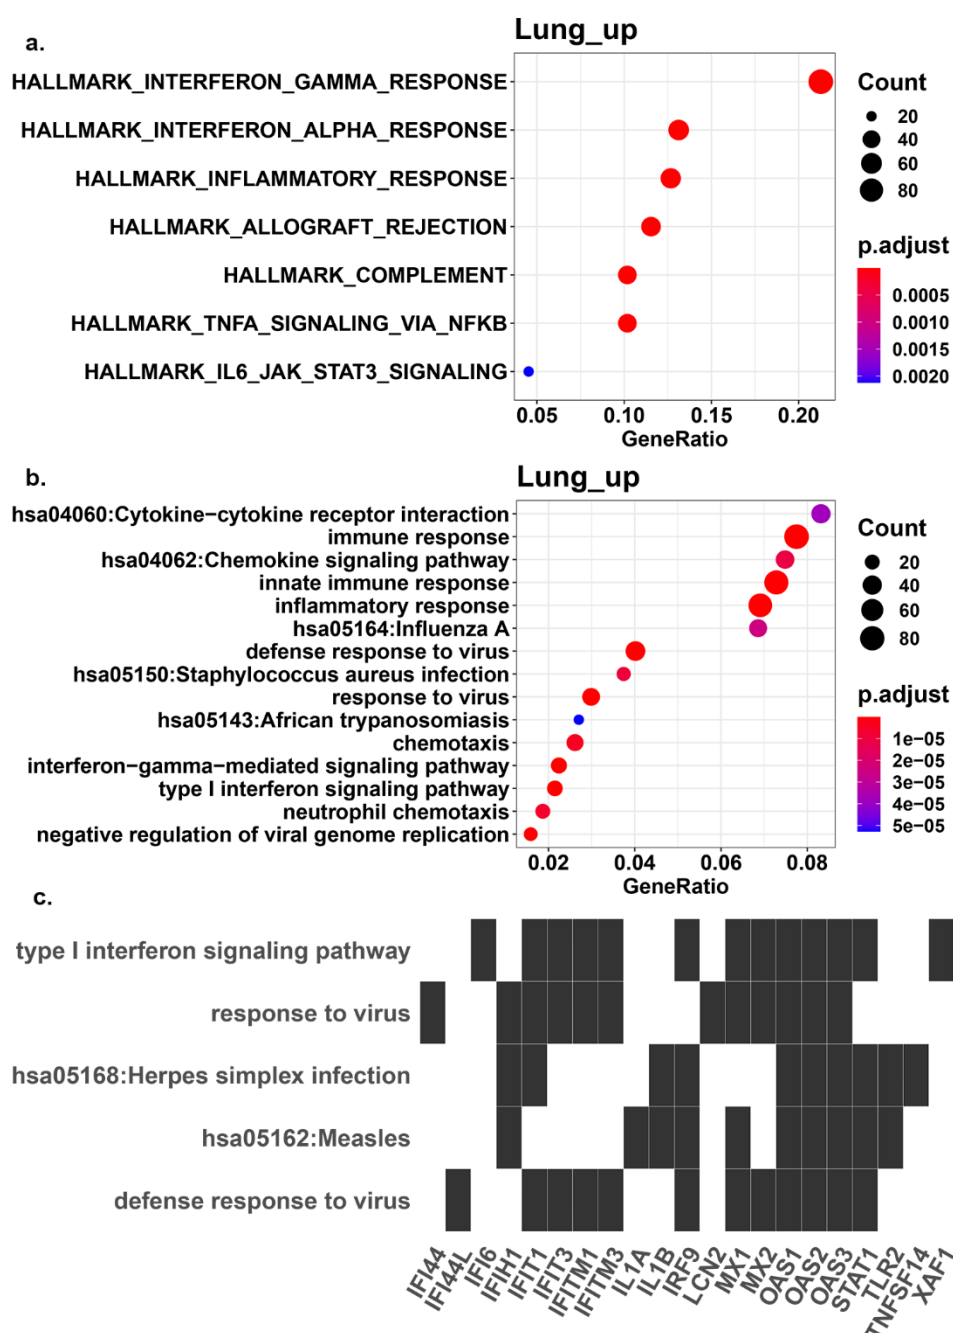 a.
Lung_up
HALLMARK_INTERFERON_GAMMA_RESPONSE
HALLMARK_INTERFERON_ALPHA_RESPONSE
HALLMARK_INFLAMMATORY_RESPONSE
HALLMARK_ALLOGRAFT_REJECTION
HALLMARK_COMPLEMENT
HALLMARK_TNFA_SIGNALING_VIA_NFKB
HALLMARK_IL6_JAK_STAT3_SIGNALING
0.05 0.10 0.15 0.20
GeneRatio
Count
20
40
60
80
p.adjust
0.0005
0.0010
0.0015
0.0020
b.
Lung_up
hsa04060:Cytokine−cytokine receptor interaction
immune response
hsa04062:Chemokine signaling pathway
innate immune response
inflammatory response
hsa05164:Influenza A
defense response to virus
hsa05150:Staphylococcus aureus infection
response to virus
hsa05143:African trypanosomiasis
chemotaxis
interferon−gamma−mediated signaling pathway
type I interferon signaling pathway
neutrophil chemotaxis
negative regulation of viral genome replication
0.02 0.04 0.06 0.08
GeneRatio
Count
20
40
60
80
p.adjust
1e−05
2e−05
3e−05
4e−05
5e−05
c.
type I interferon signaling pathway
response to virus
hsa05168:Herpes simplex infection
hsa05162:Measles
defense response to virus
IFI44
IFI44L
IFI6
IFIH1
IFIT1
IFIT3
IFITM1
IFITM3
IL1A
IL1B
IRF9
LCN2
MX1
MX2
OAS1
OAS2
OAS3
STAT1
TLR2
TNFSF14
XAF1